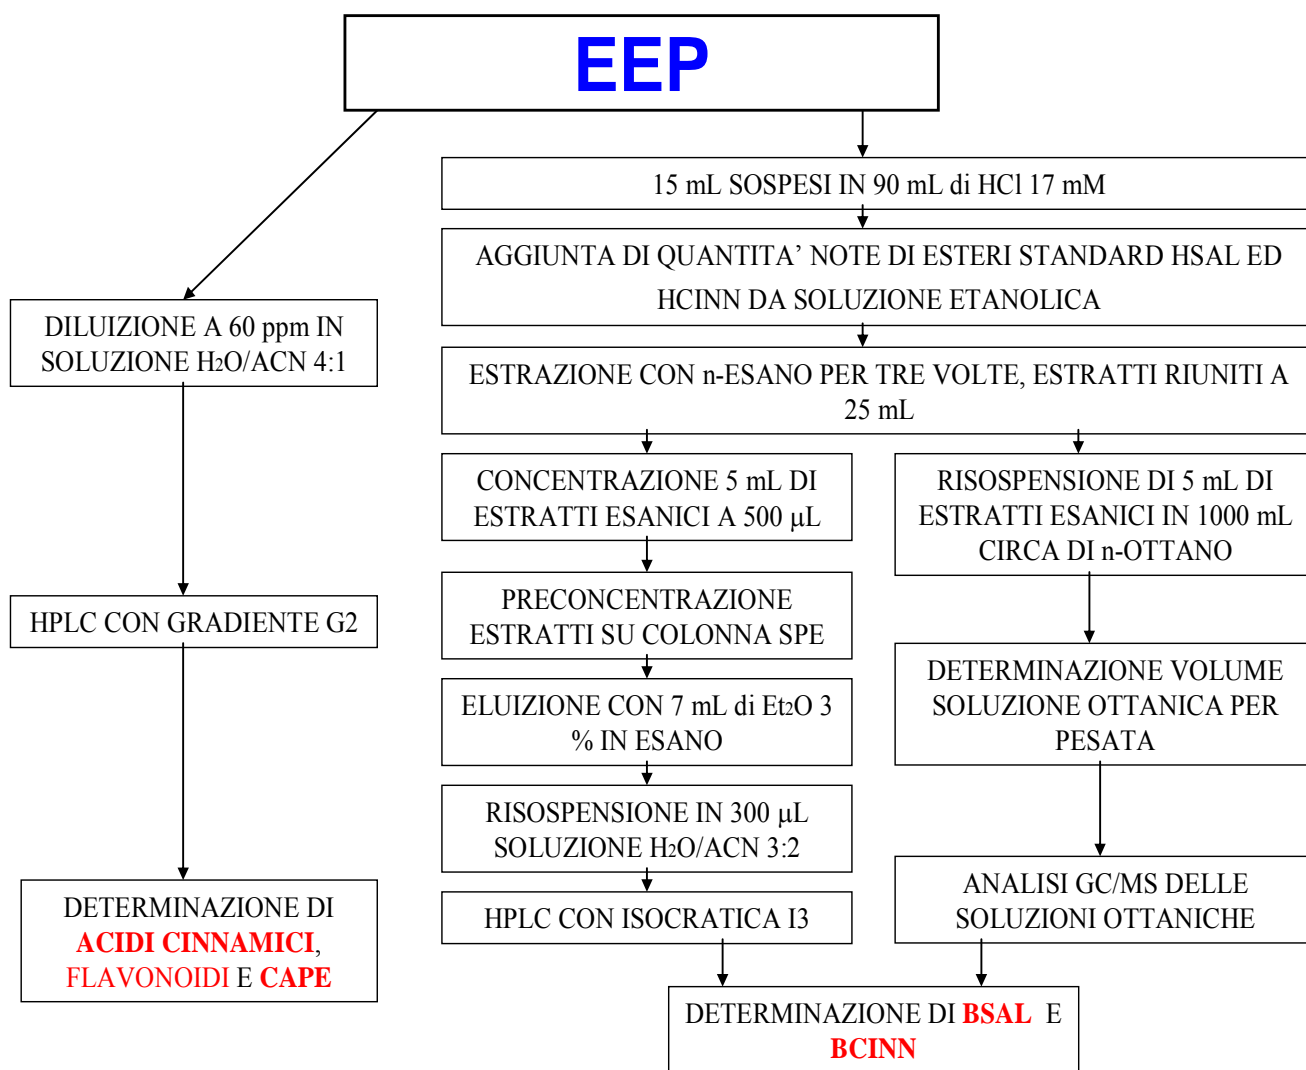 EEP
15 mL SOSPESI IN 90 mL di HCl 17 mM
AGGIUNTA DI QUANTITA’ NOTE DI ESTERI STANDARD HSAL ED
HCINN DA SOLUZIONE ETANOLICA
DILUIZIONE A 60 ppm IN
SOLUZIONE H2O/ACN 4:1
ESTRAZIONE CON n-ESANO PER TRE VOLTE, ESTRATTI RIUNITI A
25 mL
CONCENTRAZIONE 5 mL DI
ESTRATTI ESANICI A 500 µL
RISOSPENSIONE DI 5 mL DI
ESTRATTI ESANICI IN 1000 mL
CIRCA DI n-OTTANO
HPLC CON GRADIENTE G2
PRECONCENTRAZIONE
ESTRATTI SU COLONNA SPE
DETERMINAZIONE VOLUME
SOLUZIONE OTTANICA PER
PESATA
ELUIZIONE CON 7 mL di Et2O 3
% IN ESANO
RISOSPENSIONE IN 300 µL
SOLUZIONE H2O/ACN 3:2
ANALISI GC/MS DELLE
SOLUZIONI OTTANICHE
HPLC CON ISOCRATICA I3
DETERMINAZIONE DI
ACIDI CINNAMICI,
FLAVONOIDI E CAPE
DETERMINAZIONE DI BSAL E
BCINN